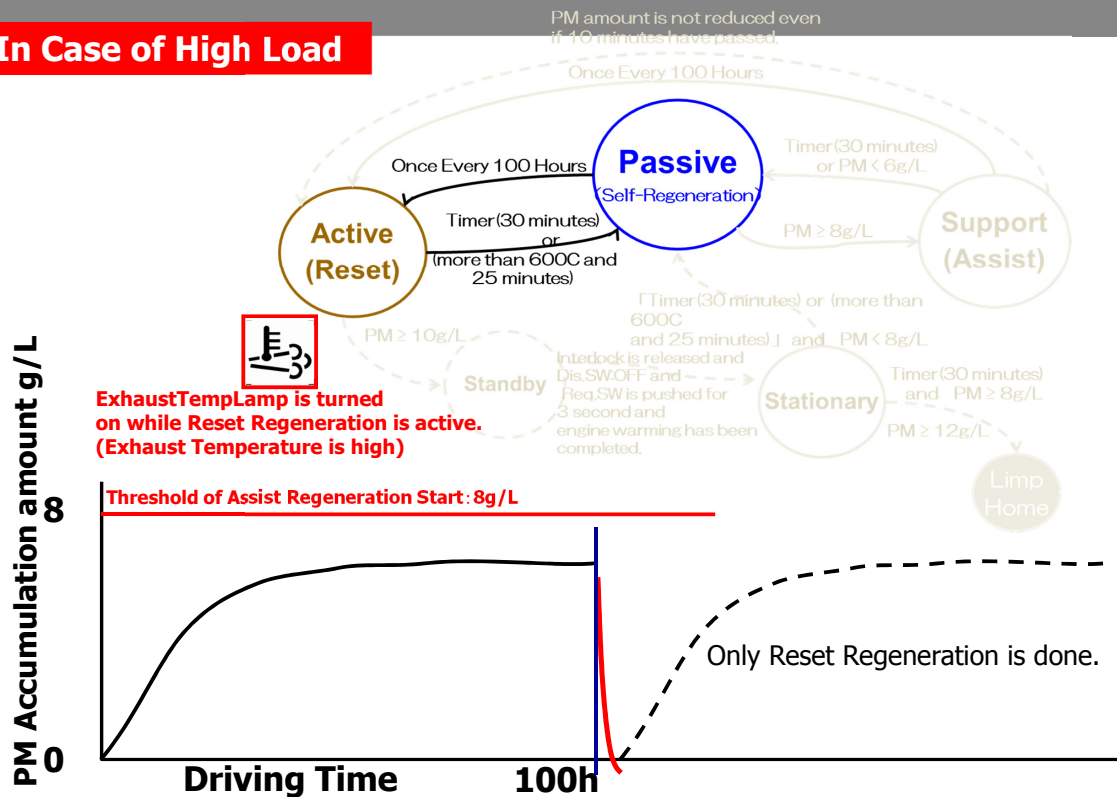 PM amount is not reduced even
if 10 minutes have passed.
In Case of High Load
Once Every 100 Hours
Timer(30 minutes)
or PM < 6g/L
Once Every 100 Hours
Passive
(Self-Regeneration)
Active
(Reset)
Timer(30 minutes)
or
(more than 600C and
25 minutes)
PM ≥ 8g/L
Support
(Assist)
「Timer(30 minutes) or (more than
600C
and 25 minutes)」 and PM < 8g/L
PM ≥ 10g/L
Standby
Interlock is released and
Dis.SW:OFF and
Req.SW is pushed for
3 second and
engine warming has been
completed.
Stationary
Timer(30 minutes)
and PM ≥ 8g/L
PM ≥ 12g/L
Limp
Home
ExhaustTempLamp is turned
on while Reset Regeneration is active.
(Exhaust Temperature is high)
PM Accumulation amount g/L
8
Threshold of Assist Regeneration Start:8g/L
Only Reset Regeneration is done.
0
Driving Time
100h